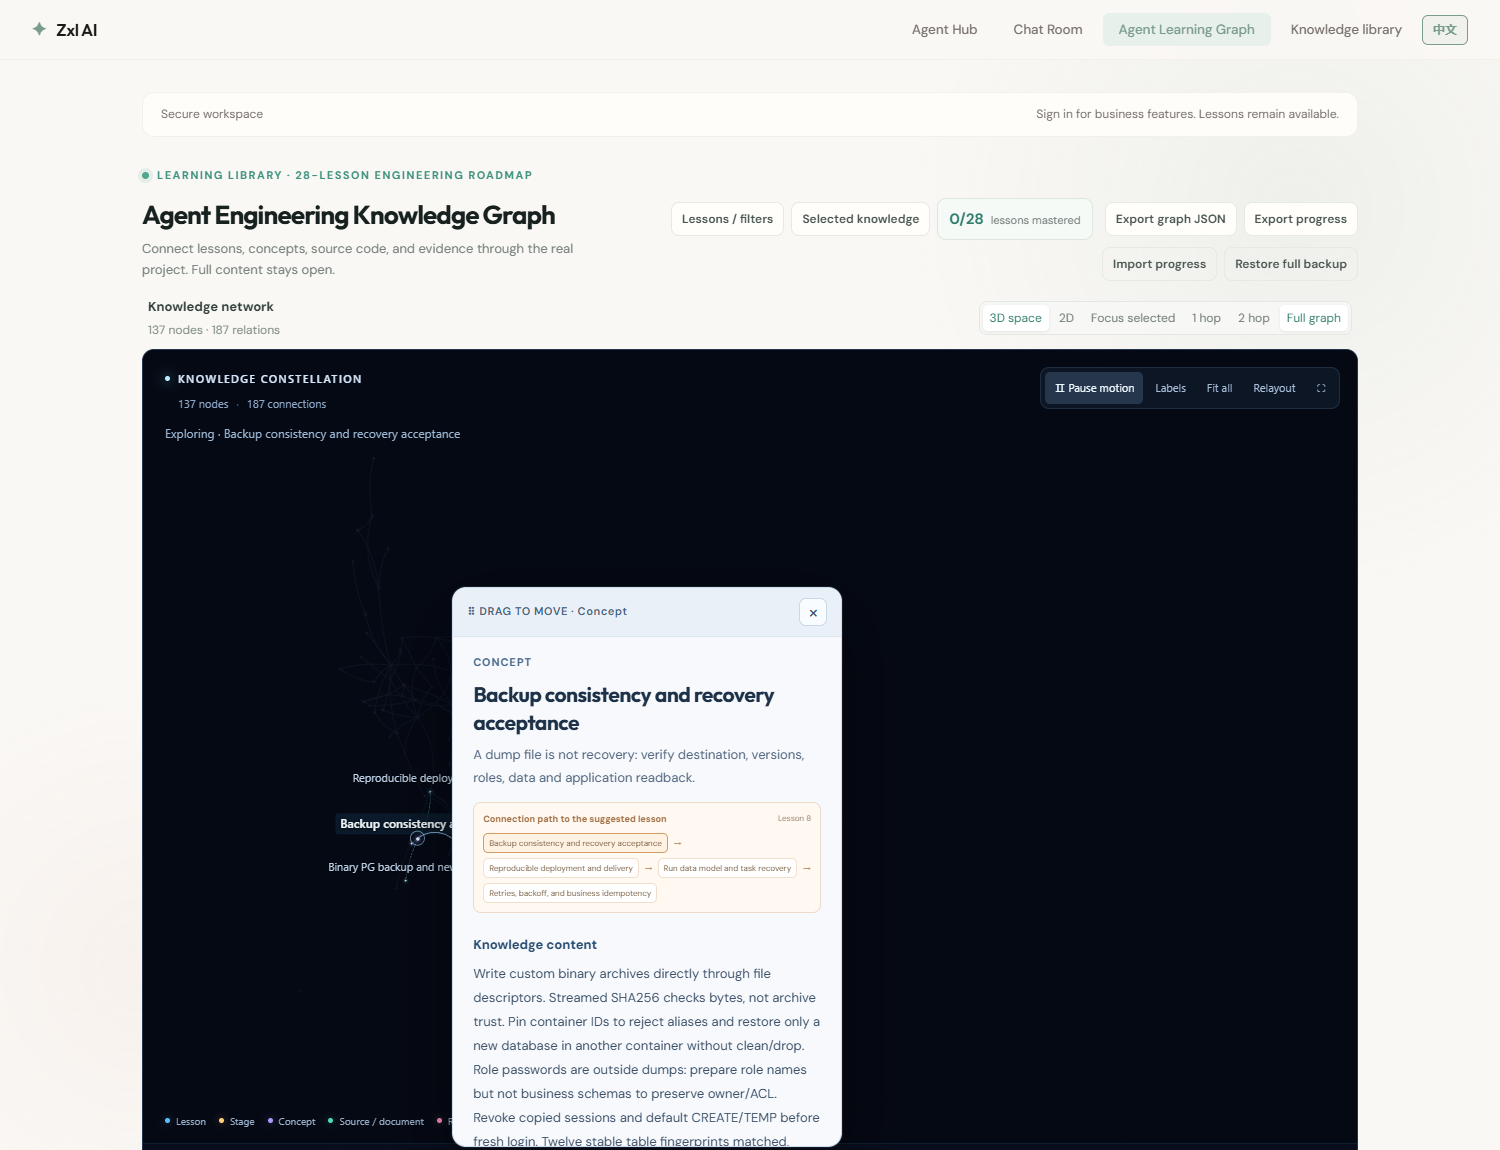 Zxl AI
Agent Hub
Chat Room
Agent Learning Graph
Knowledge library
中文
Secure workspace
Sign in for business features. Lessons remain available.
LEARNING LIBRARY · 28-LESSON ENGINEERING ROADMAP
Agent Engineering Knowledge Graph
Connect lessons, concepts, source code, and evidence through the real
project. Full content stays open.
Lessons / filters
Selected knowledge
0/28 lessons mastered
Export graph JSON
Export progress
Import progress
Restore full backup
Knowledge network
137 nodes · 187 relations
3D space
2D
Focus selected
1 hop
2 hop
Full graph
KNOWLEDGE CONSTELLATION
137 nodes · 187 connections
Exploring · Backup consistency and recovery acceptance
Pause motion
Labels
Fit all
Relayout
DRAG TO MOVE · Concept
×
CONCEPT
Backup consistency and recovery
acceptance
A dump file is not recovery: verify destination, versions,
roles, data and application readback.
Connection path to the suggested lesson
Lesson 8
Backup consistency and recovery acceptance →
Reproducible deployment and delivery → Run data model and task recovery →
Retries, backoff, and business idempotency
Knowledge content
Write custom binary archives directly through file
descriptors. Streamed SHA256 checks bytes, not archive
trust. Pin container IDs to reject aliases and restore only a
new database in another container without clean/drop.
Role passwords are outside dumps: prepare role names
but not business schemas to preserve owner/ACL.
Revoke copied sessions and default CREATE/TEMP before
fresh login. Twelve stable table fingerprints matched.
Reproducible deploy
Backup consistency
Binary PG backup and
Lesson
Stage
Concept
Source / document